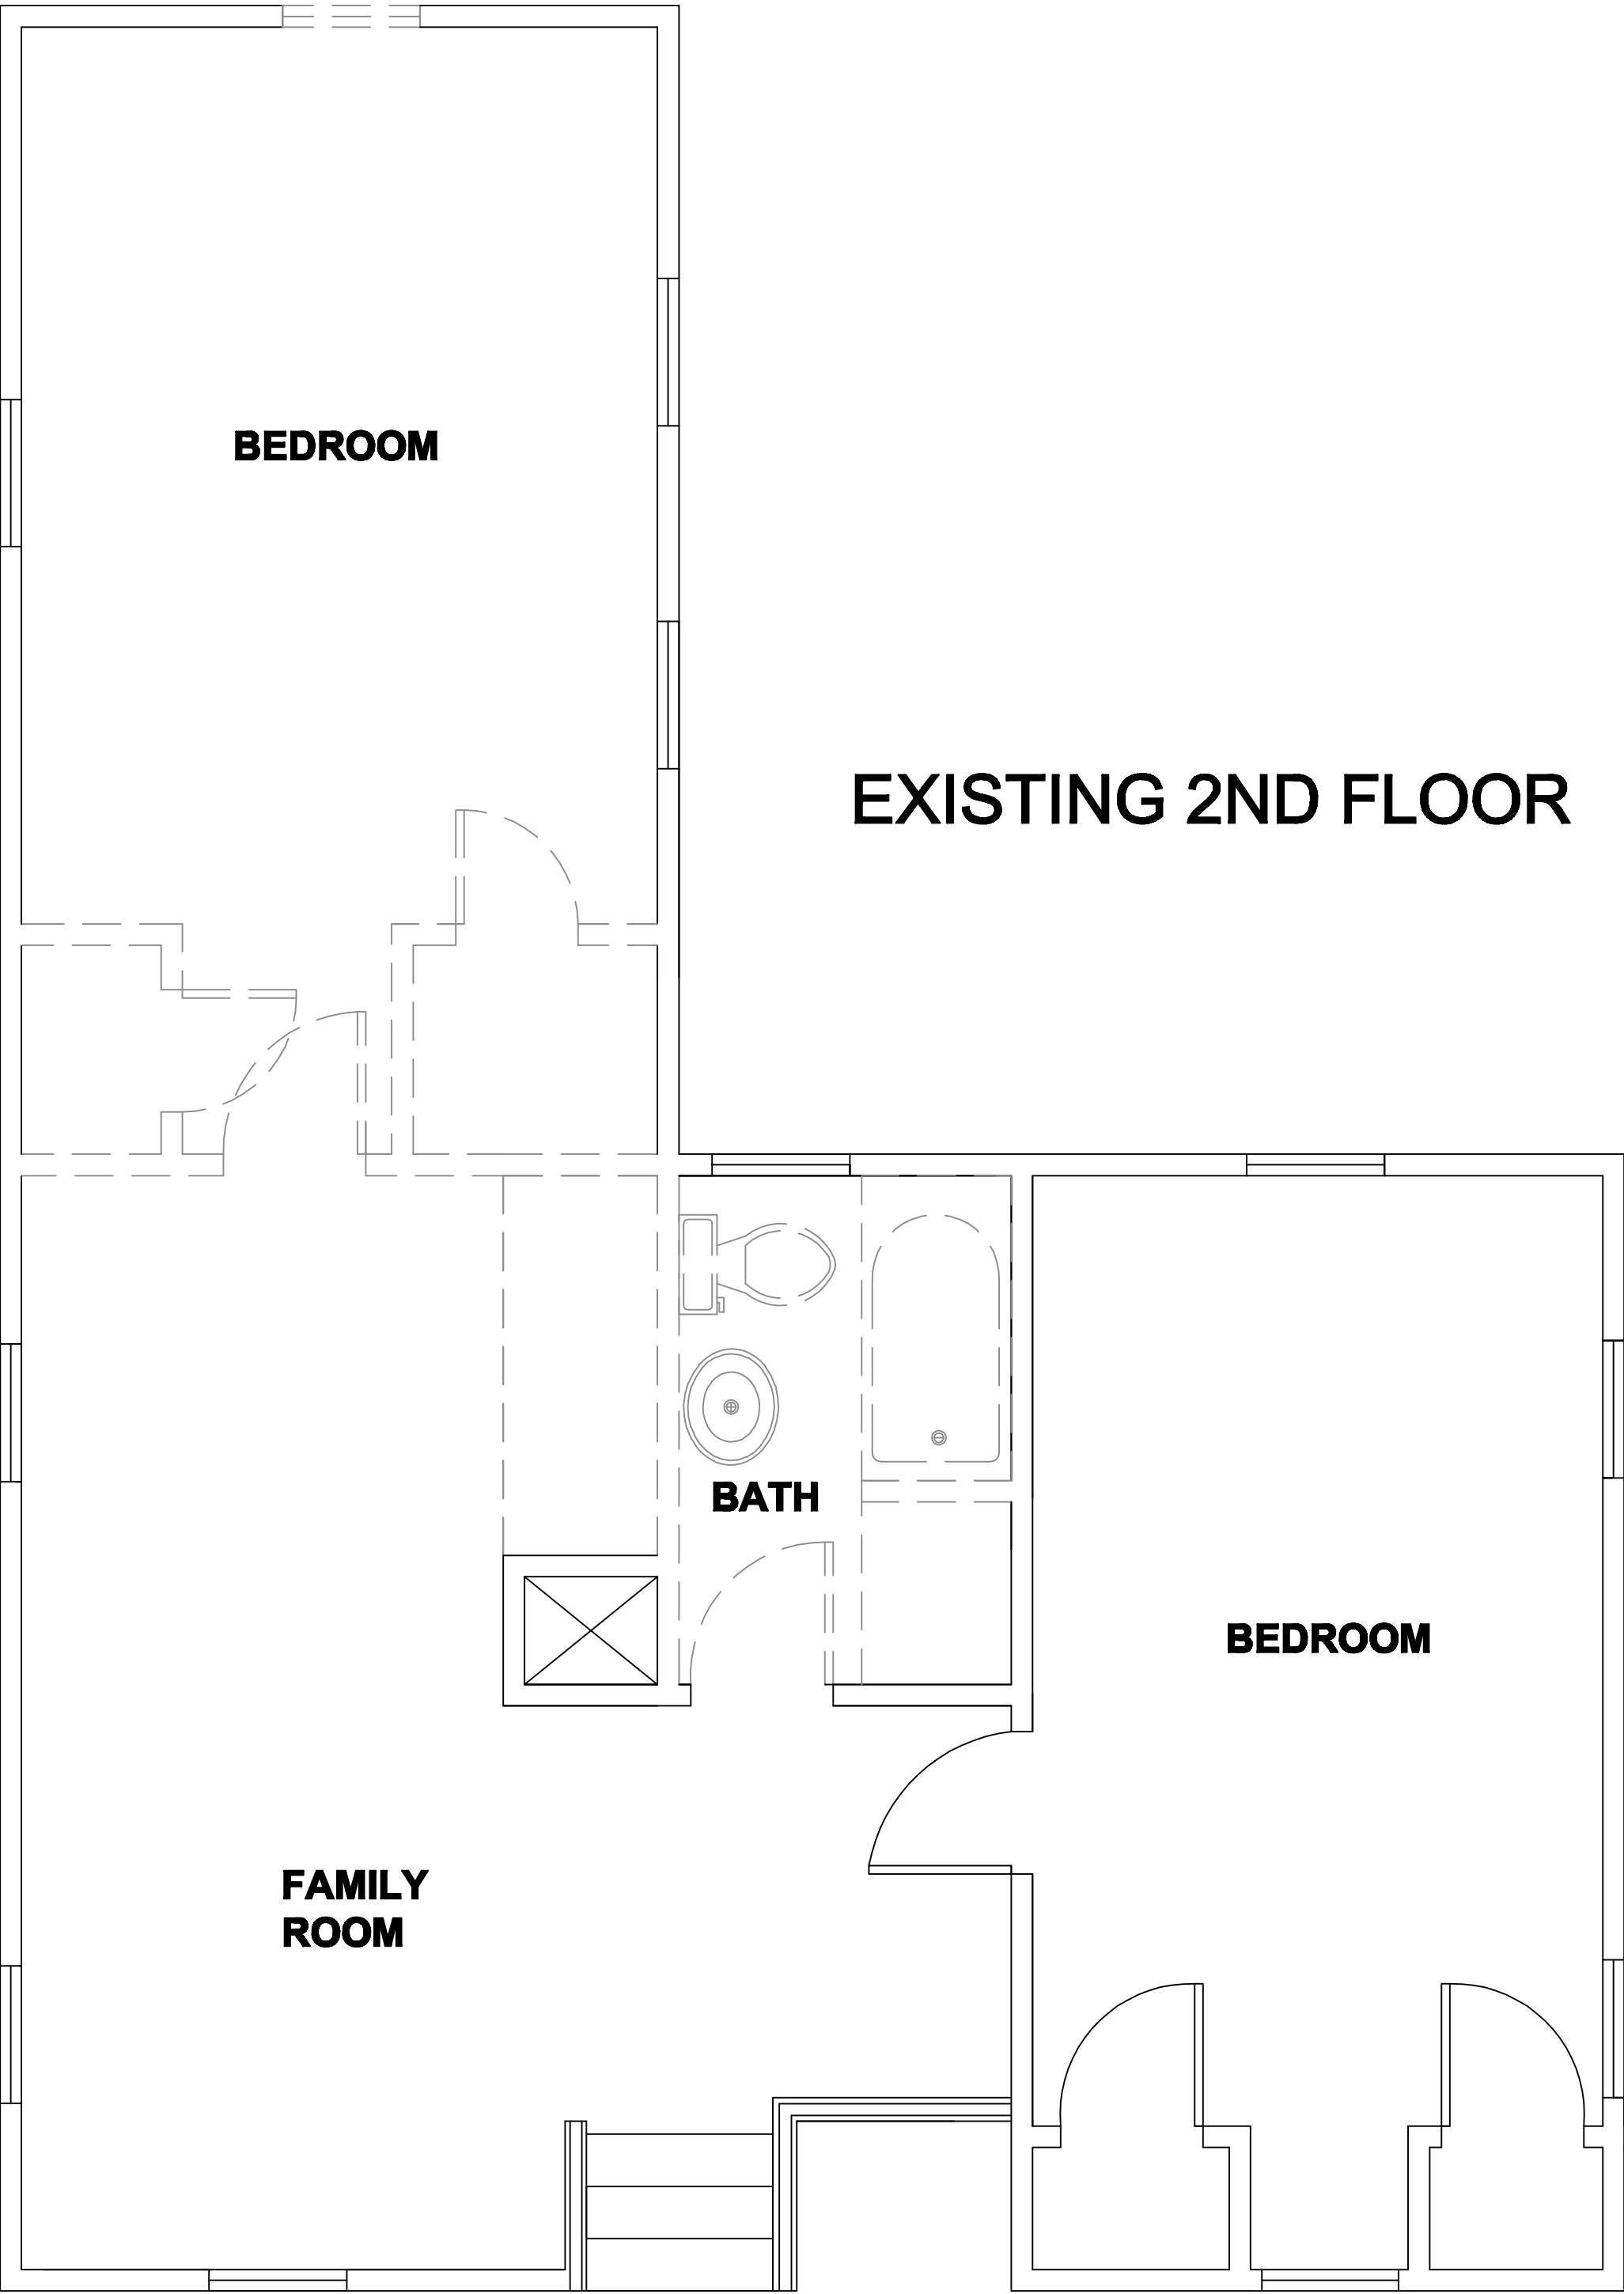 BEDROOM
EXISTING 2ND FLOOR
BATH
BEDROOM
FAMILY
ROOM